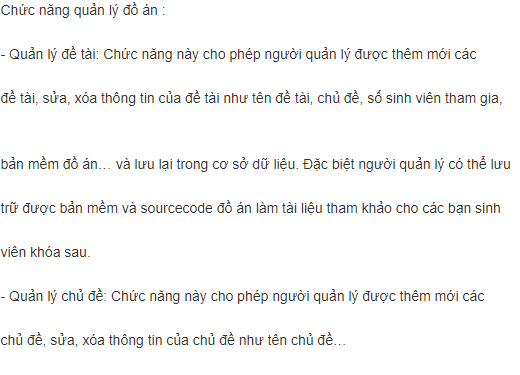 Chức năng quản lý đồ án :
- Quản lý đề tài: Chức năng này cho phép người quản lý được thêm mới các
đề tài, sửa, xóa thông tin của đề tài như tên đề tài, chủ đề, số sinh viên tham gia,
bản mềm đồ án… và lưu lại trong cơ sở dữ liệu. Đặc biệt người quản lý có thể lưu
trữ được bản mềm và sourcecode đồ án làm tài liệu tham khảo cho các bạn sinh
viên khóa sau.
- Quản lý chủ đề: Chức năng này cho phép người quản lý được thêm mới các
chủ đề, sửa, xóa thông tin của chủ đề như tên chủ đề…